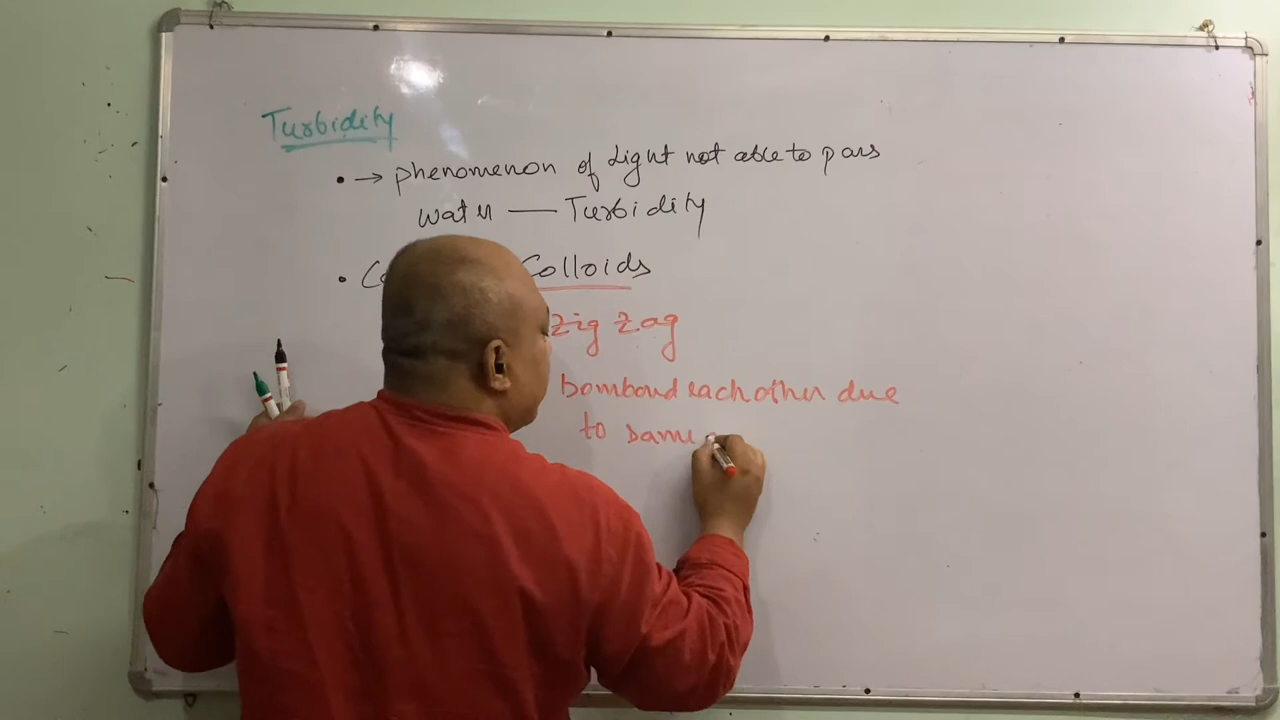 Turbidity
• → phenomenon of Light not able to pass
water — Turbidity
• Colloids
Zig Zag
bombard each other due
to same